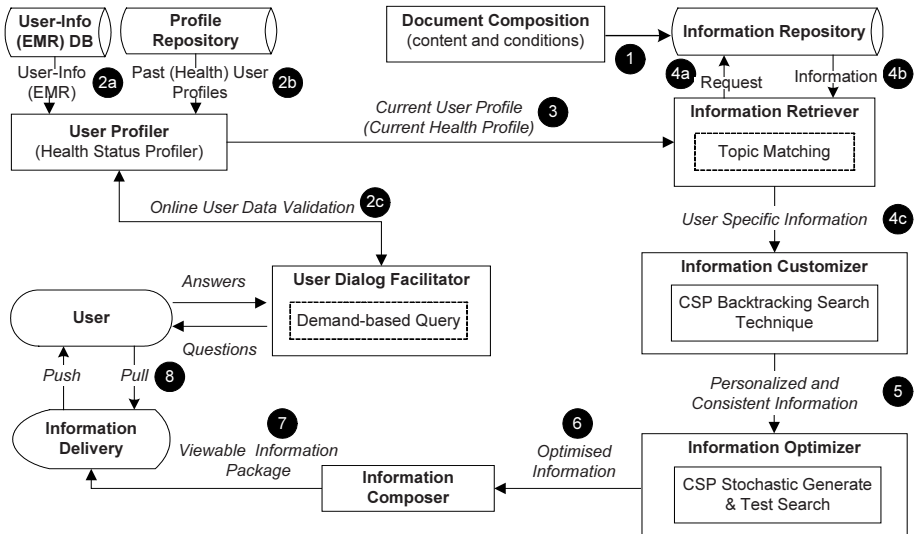 User-Info
(EMR) DB
Profile
Repository
Document Composition
(content and conditions)
Information Repository
1
User-Info
(EMR)
2a
Past (Health) User
Profiles
2b
4a
Request
Information
4b
User Profiler
(Health Status Profiler)
Current User Profile
(Current Health Profile)
3
Information Retriever
Topic Matching
Online User Data Validation
2c
User Specific Information
4c
User Dialog Facilitator
Demand-based Query
Answers
Questions
User
Information Customizer
CSP Backtracking Search
Technique
Push
Pull
8
Personalized and
Consistent Information
5
Information
Delivery
7
Viewable Information
Package
Information
Composer
6
Optimised
Information
Information Optimizer
CSP Stochastic Generate
& Test Search